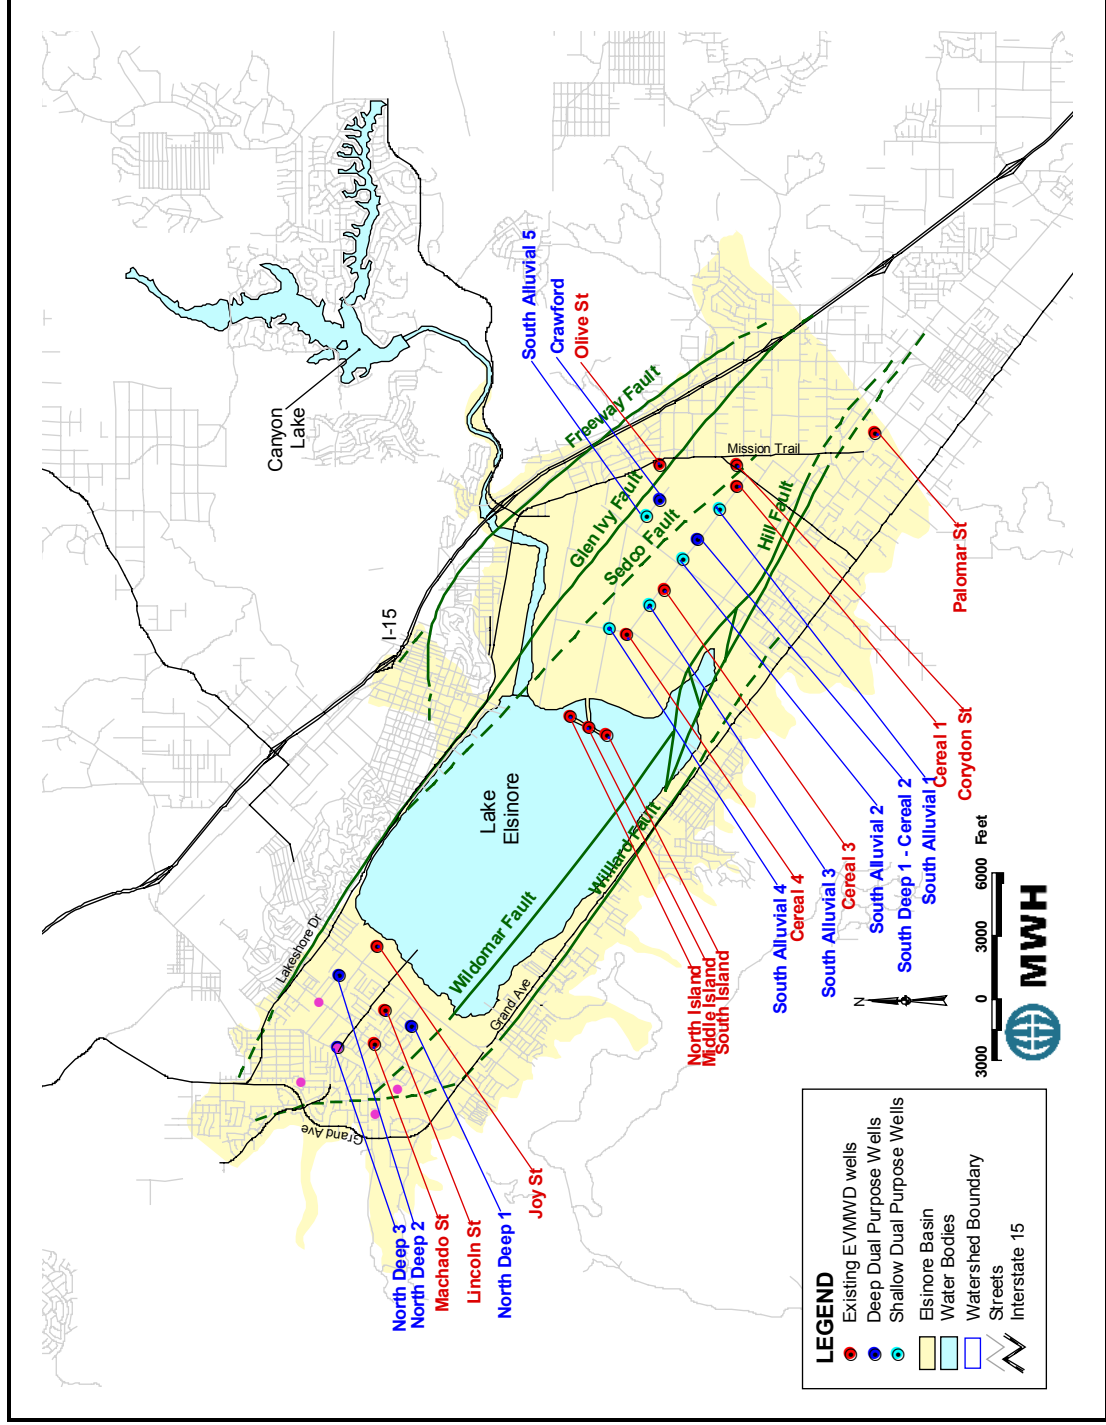 Canyon
Lake
I-15
Lakeshore Dr
Grand Ave
Grand Ave
Mission Trail
Lake
Elsinore
Freeway Fault
Glen Ivy Fault
Sedco Fault
Hill Fault
Wildomar Fault
Willard Fault
South Alluvial 5
Crawford
Olive St
Palomar St
Corydon St
Cereal 1
South Alluvial 1
South Deep 1 - Cereal 2
South Alluvial 2
Cereal 3
South Alluvial 3
Cereal 4
South Alluvial 4
North Island
Middle Island
South Island
North Deep 3
North Deep 2
Machado St
Lincoln St
North Deep 1
Joy St
N
3000 0 3000 6000 Feet
MWH
LEGEND
Existing EVMWD wells
Deep Dual Purpose Wells
Shallow Dual Purpose Wells
Elsinore Basin
Water Bodies
Watershed Boundary
Streets
Interstate 15